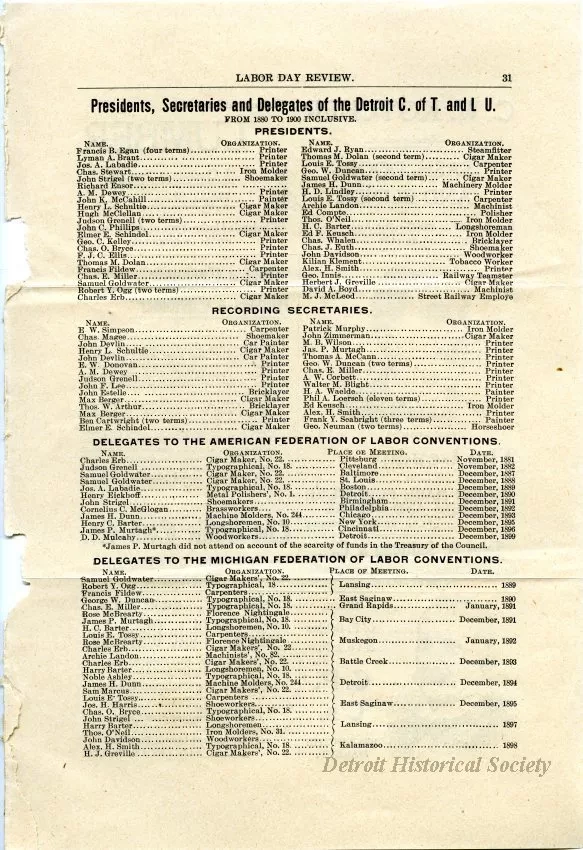 LABOR DAY REVIEW. 31
Presidents, Secretaries and Delegates of the Detroit C. of T. and L U.
FROM 1880 TO 1900 INCLUSIVE.
PRESIDENTS.
NAME. ORGANIZATION.
Francis B. Egan (four terms) Printer
Lyman A. Brant Printer
Jos. A. Labadie Printer
Chas. Stewart Iron Molder
John Strigel (two terms) Shoemaker
Richard Ensor
A. M. Dewey Printer
John K. McCahill Painter
Henry L. Schultie Cigar Maker
Hugh McClellan Cigar Maker
Judson Grenell (two terms) Printer
John C. Phillips
Elmer E. Schindel Cigar Maker
Geo. C. Kelley Printer
Chas. O. Bryce Printer
F. J. C. Ellis Printer
Thomas M. Dolan Cigar Maker
Francis Fildew Carpenter
Chas. E. Miller Printer
Samuel Goldwater Cigar Maker
Robert Y. Ogg (two terms) Printer
Charles Erb Cigar Maker
NAME. ORGANIZATION.
Edward J. Ryan Steamfitter
Thomas M. Dolan (second term) Cigar Maker
Louis E. Tossy Carpenter
Geo. W. Duncan Printer
Samuel Goldwater (second term) Cigar Maker
James H. Dunn Machinery Molder
H. D. Lindley Printer
Louis E. Tossy (second term) Carpenter
Archie Landon Machinist
Ed Compte Polisher
Thos. O'Neil Iron Molder
H. C. Barter Longshoreman
Ed F. Keusch Iron Molder
Chas. Whalen Bricklayer
Chas. J. Euth Shoemaker
John Davidson Woodworker
Kilian Klement Tobacco Worker
Alex. H. Smith Printer
Geo. Innis Railway Teamster
Herbert J. Greville Cigar Maker
David A. Boyd Machinist
M. J. McLeod Street Railway Employe
RECORDING SECRETARIES.
NAME. ORGANIZATION.
E. W. Simpson Carpenter
Chas. Magee Shoemaker
John Devlin Car Painter
Henry L. Schultie Cigar Maker
John Devlin Car Painter
E. W. Donovan Printer
A. M. Dewey Printer
Judson Grenell Printer
John F. Lee Printer
John Estelle Bricklayer
Max Berger Cigar Maker
Thos. W. Arthur Bricklayer
Max Berger Cigar Maker
Ben Cartwright (two terms) Printer
Elmer E. Schindel Cigar Maker
NAME. ORGANIZATION.
Patrick Murphy Iron Molder
John Zimmerman Cigar Maker
M. B. Wilson Printer
Jas. P. Murtagh Printer
Thomas A. McCann Printer
Geo. W. Duncan (two terms) Printer
Chas. E. Miller Printer
A. W. Corbett Printer
Walter M. Blight Printer
H. A. Waelde Printer
Phil A. Loersch (eleven terms) Printer
Ed Keusch Iron Molder
Alex. H. Smith Printer
Frank Y. Seabright (three terms) Painter
Geo. Neuman (two terms) Horseshoer
DELEGATES TO THE AMERICAN FEDERATION OF LABOR CONVENTIONS.
NAME. ORGANIZATION. PLACE OF MEETING. DATE.
Charles Erb Cigar Maker, No. 22. Pittsburg November, 1881
Judson Grenell Typographical, No. 18. Cleveland November, 1882
Samuel Goldwater Cigar Maker, No. 22. Baltimore December, 1887
Samuel Goldwater Cigar Maker, No. 22. St. Louis December, 1888
Jos. A. Labadie Typographical, No. 18. Boston December, 1889
Henry Eickhoff Metal Polishers', No. 1. Detroit December, 1890
John Strigel Shoemakers Birmingham December, 1891
Cornelius C. McGlogan Brassworkers Philadelphia December, 1892
James H. Dunn Machine Molders, No. 244 Chicago December, 1893
Henry C. Barter Longshoremen, No. 10 New York December, 1895
James P. Murtagh* Typographical, No. 18. Cincinnati December, 1896
D. D. Mulcahy Woodworkers Detroit December, 1899
*James P. Murtagh did not attend on account of the scarcity of funds in the Treasury of the Council.
DELEGATES TO THE MICHIGAN FEDERATION OF LABOR CONVENTIONS.
NAME. ORGANIZATION. PLACE OF MEETING. DATE.
Samuel Goldwater Cigar Makers', No. 22.
Robert Y. Ogg Typographical, 18 Lansing 1889
Francis Fildew Carpenters
George W. Duncan Typographical, No. 18. East Saginaw 1890
Chas. E. Miller Typographical, No. 18. Grand Rapids January, 1891
Rose McBrearty Florence Nightingale
James P. Murtagh Typographical, No. 18. Bay City December, 1891
H. C. Barter Longshoremen, No. 10.
Louis E. Tossy Carpenters
Rose McBrearty Florence Nightingale Muskegon January, 1892
Charles Erb Cigar Makers', No. 22
Archie Landon Machinists', No. 82.
Charles Erb Cigar Makers', No. 22. Battle Creek December, 1893
Harry Barter Longshoremen, No. 10.
Noble Ashley Typographical, No. 18.
James H. Dunn Machine Molders, No. 244 Detroit December, 1894
Sam Marcus Cigar Makers', No. 22.
Louis E. Tossy Carpenters
Jos. H. Harris Shoeworkers East Saginaw December, 1895
Chas. O. Bryce Typographical, No. 18.
John Strigel Shoeworkers
Harry Barter Longshoremen Lansing 1897
Thos. O'Neil Iron Molders, No. 31.
John Davidson Woodworkers
Alex. H. Smith Typographical, No. 18 Kalamazoo 1898
H. J. Greville Cigar Makers', No. 22.
Detroit Historical Society